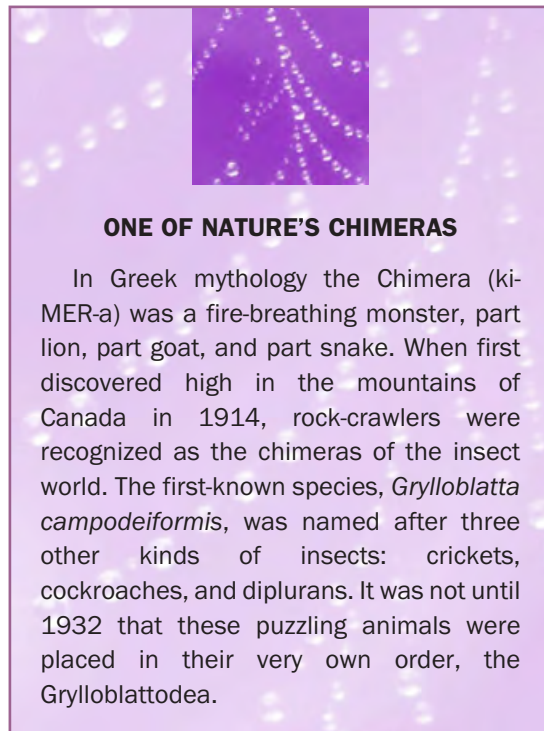 ONE OF NATURE'S CHIMERAS
In Greek mythology the Chimera (ki-
MER-a) was a fire-breathing monster, part
lion, part goat, and part snake. When first
discovered high in the mountains of
Canada in 1914, rock-crawlers were
recognized as the chimeras of the insect
world. The first-known species, Grylloblatta
campodeiformis, was named after three
other kinds of insects: crickets,
cockroaches, and diplurans. It was not until
1932 that these puzzling animals were
placed in their very own order, the
Grylloblattodea.